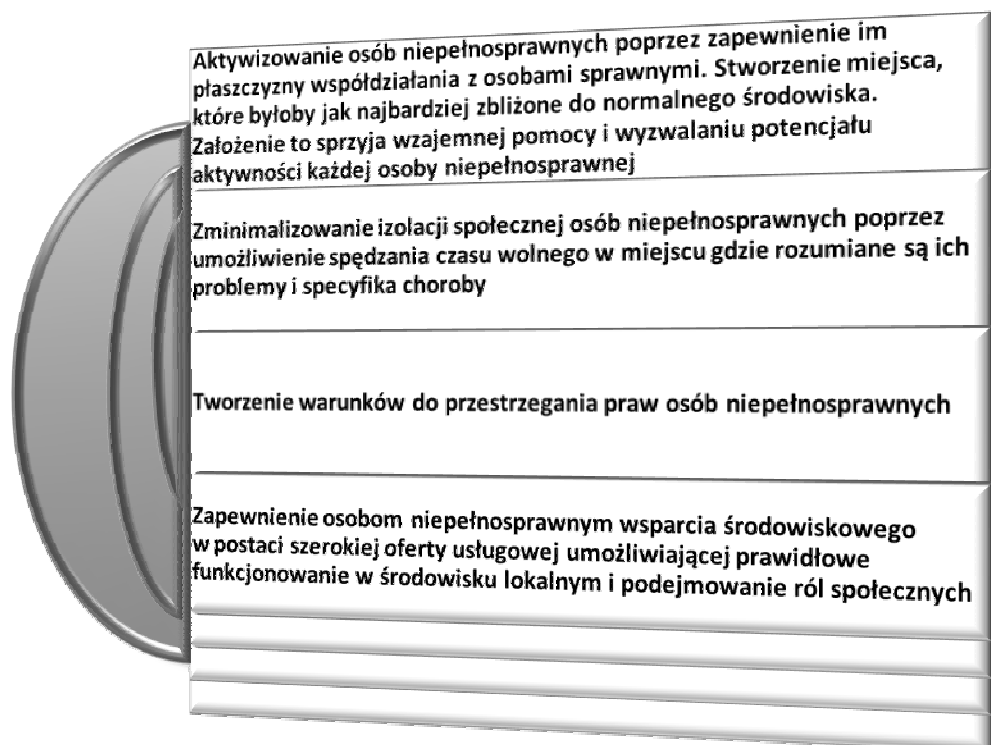 Aktywizowanie osób niepełnosprawnych poprzez zapewnienie im
płaszczyzny współdziałania z osobami sprawnymi. Stworzenie miejsca,
które byłoby jak najbardziej zbliżone do normalnego środowiska.
Założenie to sprzyja wzajemnej pomocy i wyzwalaniu potencjału
aktywności każdej osoby niepełnosprawnej
Zminimalizowanie izolacji społecznej osób niepełnosprawnych poprzez
umożliwienie spędzania czasu wolnego w miejscu gdzie rozumiane są ich
problemy i specyfika choroby
Tworzenie warunków do przestrzegania praw osób niepełnosprawnych
Zapewnienie osobom niepełnosprawnym wsparcia środowiskowego
w postaci szerokiej oferty usługowej umożliwiającej prawidłowe
funkcjonowanie w środowisku lokalnym i podejmowanie ról społecznych